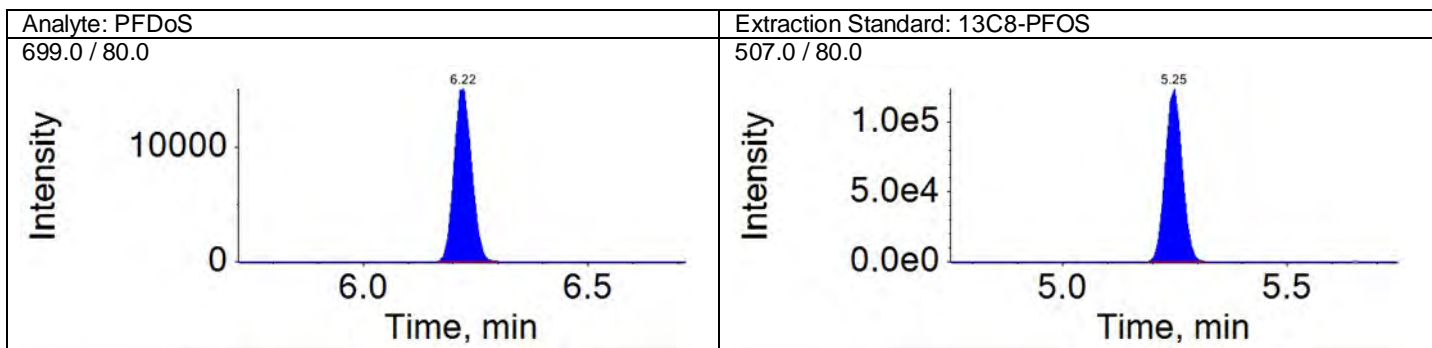 Analyte: PFDoS
Extraction Standard: 13C8-PFOS
699.0 / 80.0
507.0 / 80.0
6.22
Intensity
10000
0
6.0
6.5
Time, min
5.25
Intensity
1.0e5
5.0e4
0.0e0
5.0
5.5
Time, min